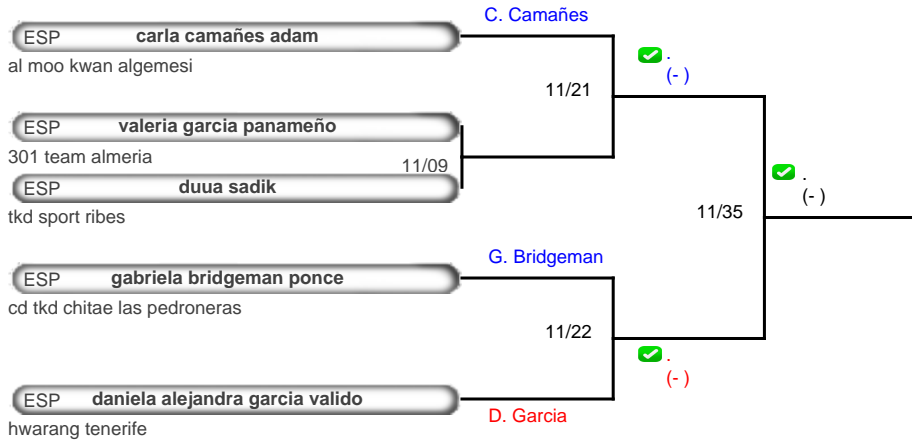 C. Camañes
ESP carla camañes adam
al moo kwan algemesi
.
(- )
11/21
ESP valeria garcia panameño
301 team almeria
11/09
ESP duua sadik
tkd sport ribes
.
(- )
11/35
G. Bridgeman
ESP gabriela bridgeman ponce
cd tkd chitae las pedroneras
11/22
.
(- )
ESP daniela alejandra garcia valido
D. Garcia
hwarang tenerife